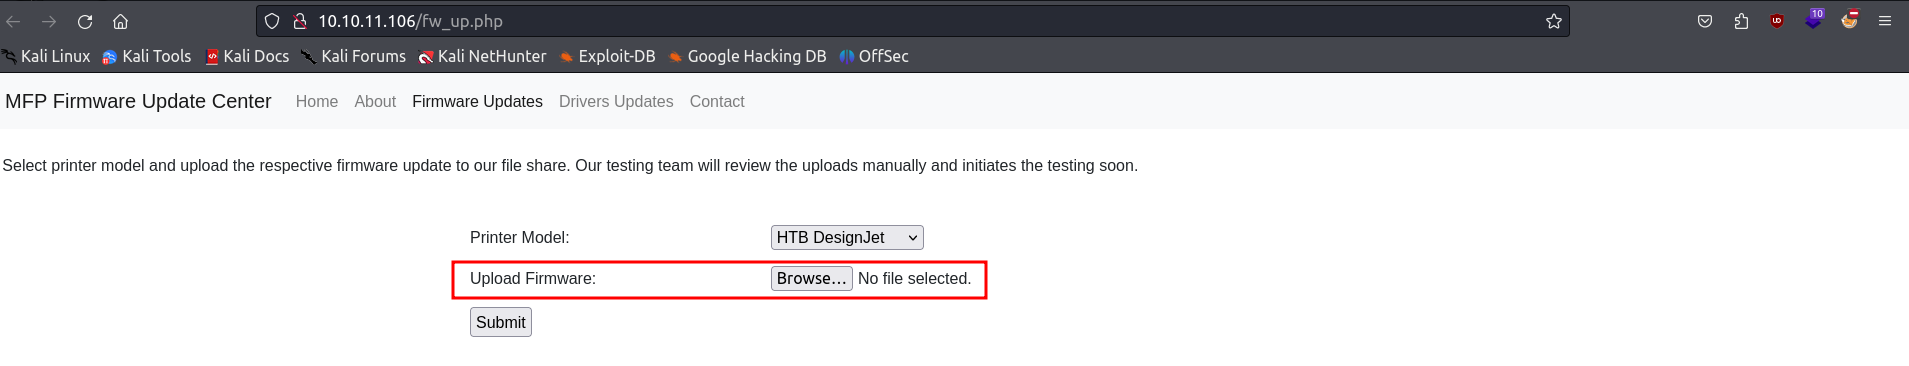 10.10.11.106/fw_up.php
10
Kali Linux Kali Tools Kali Docs Kali Forums Kali NetHunter Exploit-DB Google Hacking DB OffSec
MFP Firmware Update Center Home About Firmware Updates Drivers Updates Contact
Select printer model and upload the respective firmware update to our file share. Our testing team will review the uploads manually and initiates the testing soon.
Printer Model: HTB DesignJet
Upload Firmware: Browse... No file selected.
Submit